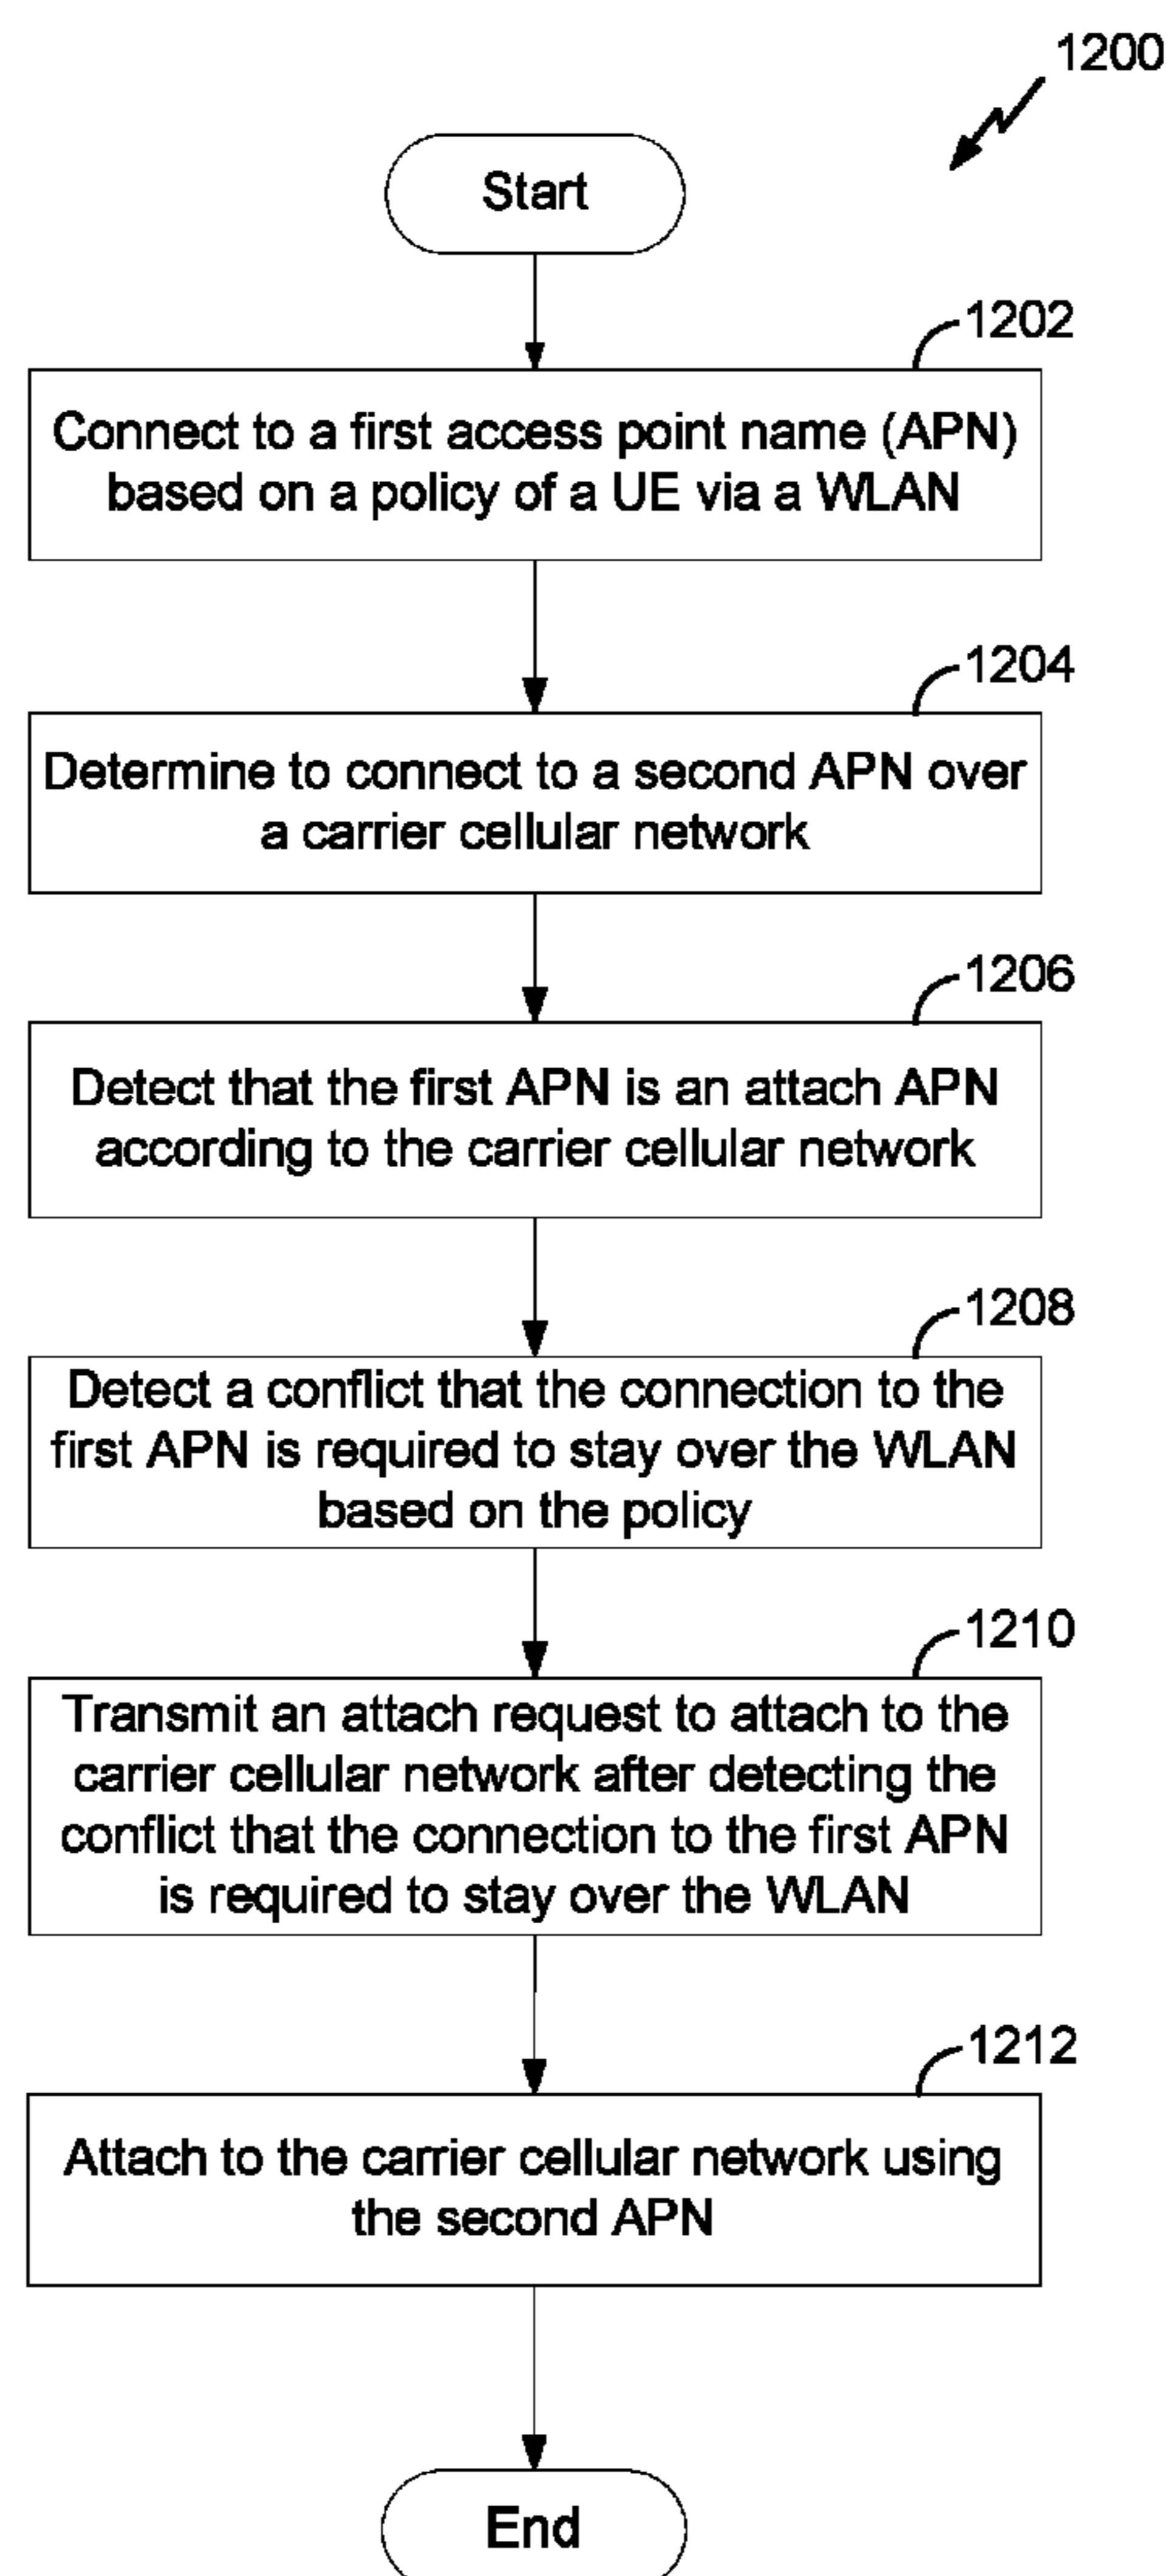 1200
Start
1202
Connect to a first access point name (APN)
based on a policy of a UE via a WLAN
1204
Determine to connect to a second APN over
a carrier cellular network
1206
Detect that the first APN is an attach APN
according to the carrier cellular network
1208
Detect a conflict that the connection to the
first APN is required to stay over the WLAN
based on the policy
1210
Transmit an attach request to attach to the
carrier cellular network after detecting the
conflict that the connection to the first APN
is required to stay over the WLAN
1212
Attach to the carrier cellular network using
the second APN
End